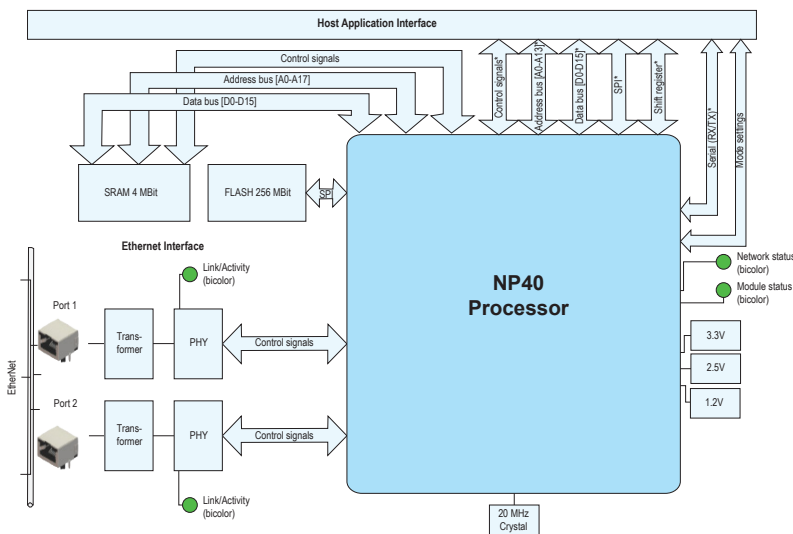 Host Application Interface
Control signals
Address bus [A0-A17]
Data bus [D0-D15]
Control signals*
Address bus [A0-A13]*
Data bus [D0-D15]*
SPI*
Shift register*
Serial (RX/TX)*
Mode settings
SRAM 4 MBit
FLASH 256 MBit
SPI
Ethernet Interface
Link/Activity
(bicolor)
Port 1
Trans-
former
PHY
Control signals
EtherNet
Port 2
Trans-
former
PHY
Control signals
Link/Activity
(bicolor)
NP40
Processor
Network status
(bicolor)
Module status
(bicolor)
3.3V
2.5V
1.2V
20 MHz
Crystal